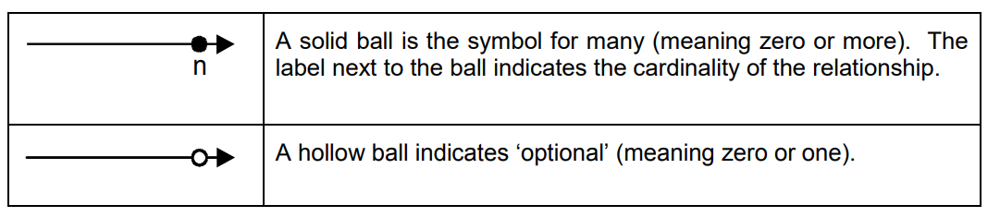 A solid ball is the symbol for many (meaning zero or more). The
n
label next to the ball indicates the cardinality of the relationship.
A hollow ball indicates ‘optional’ (meaning zero or one).